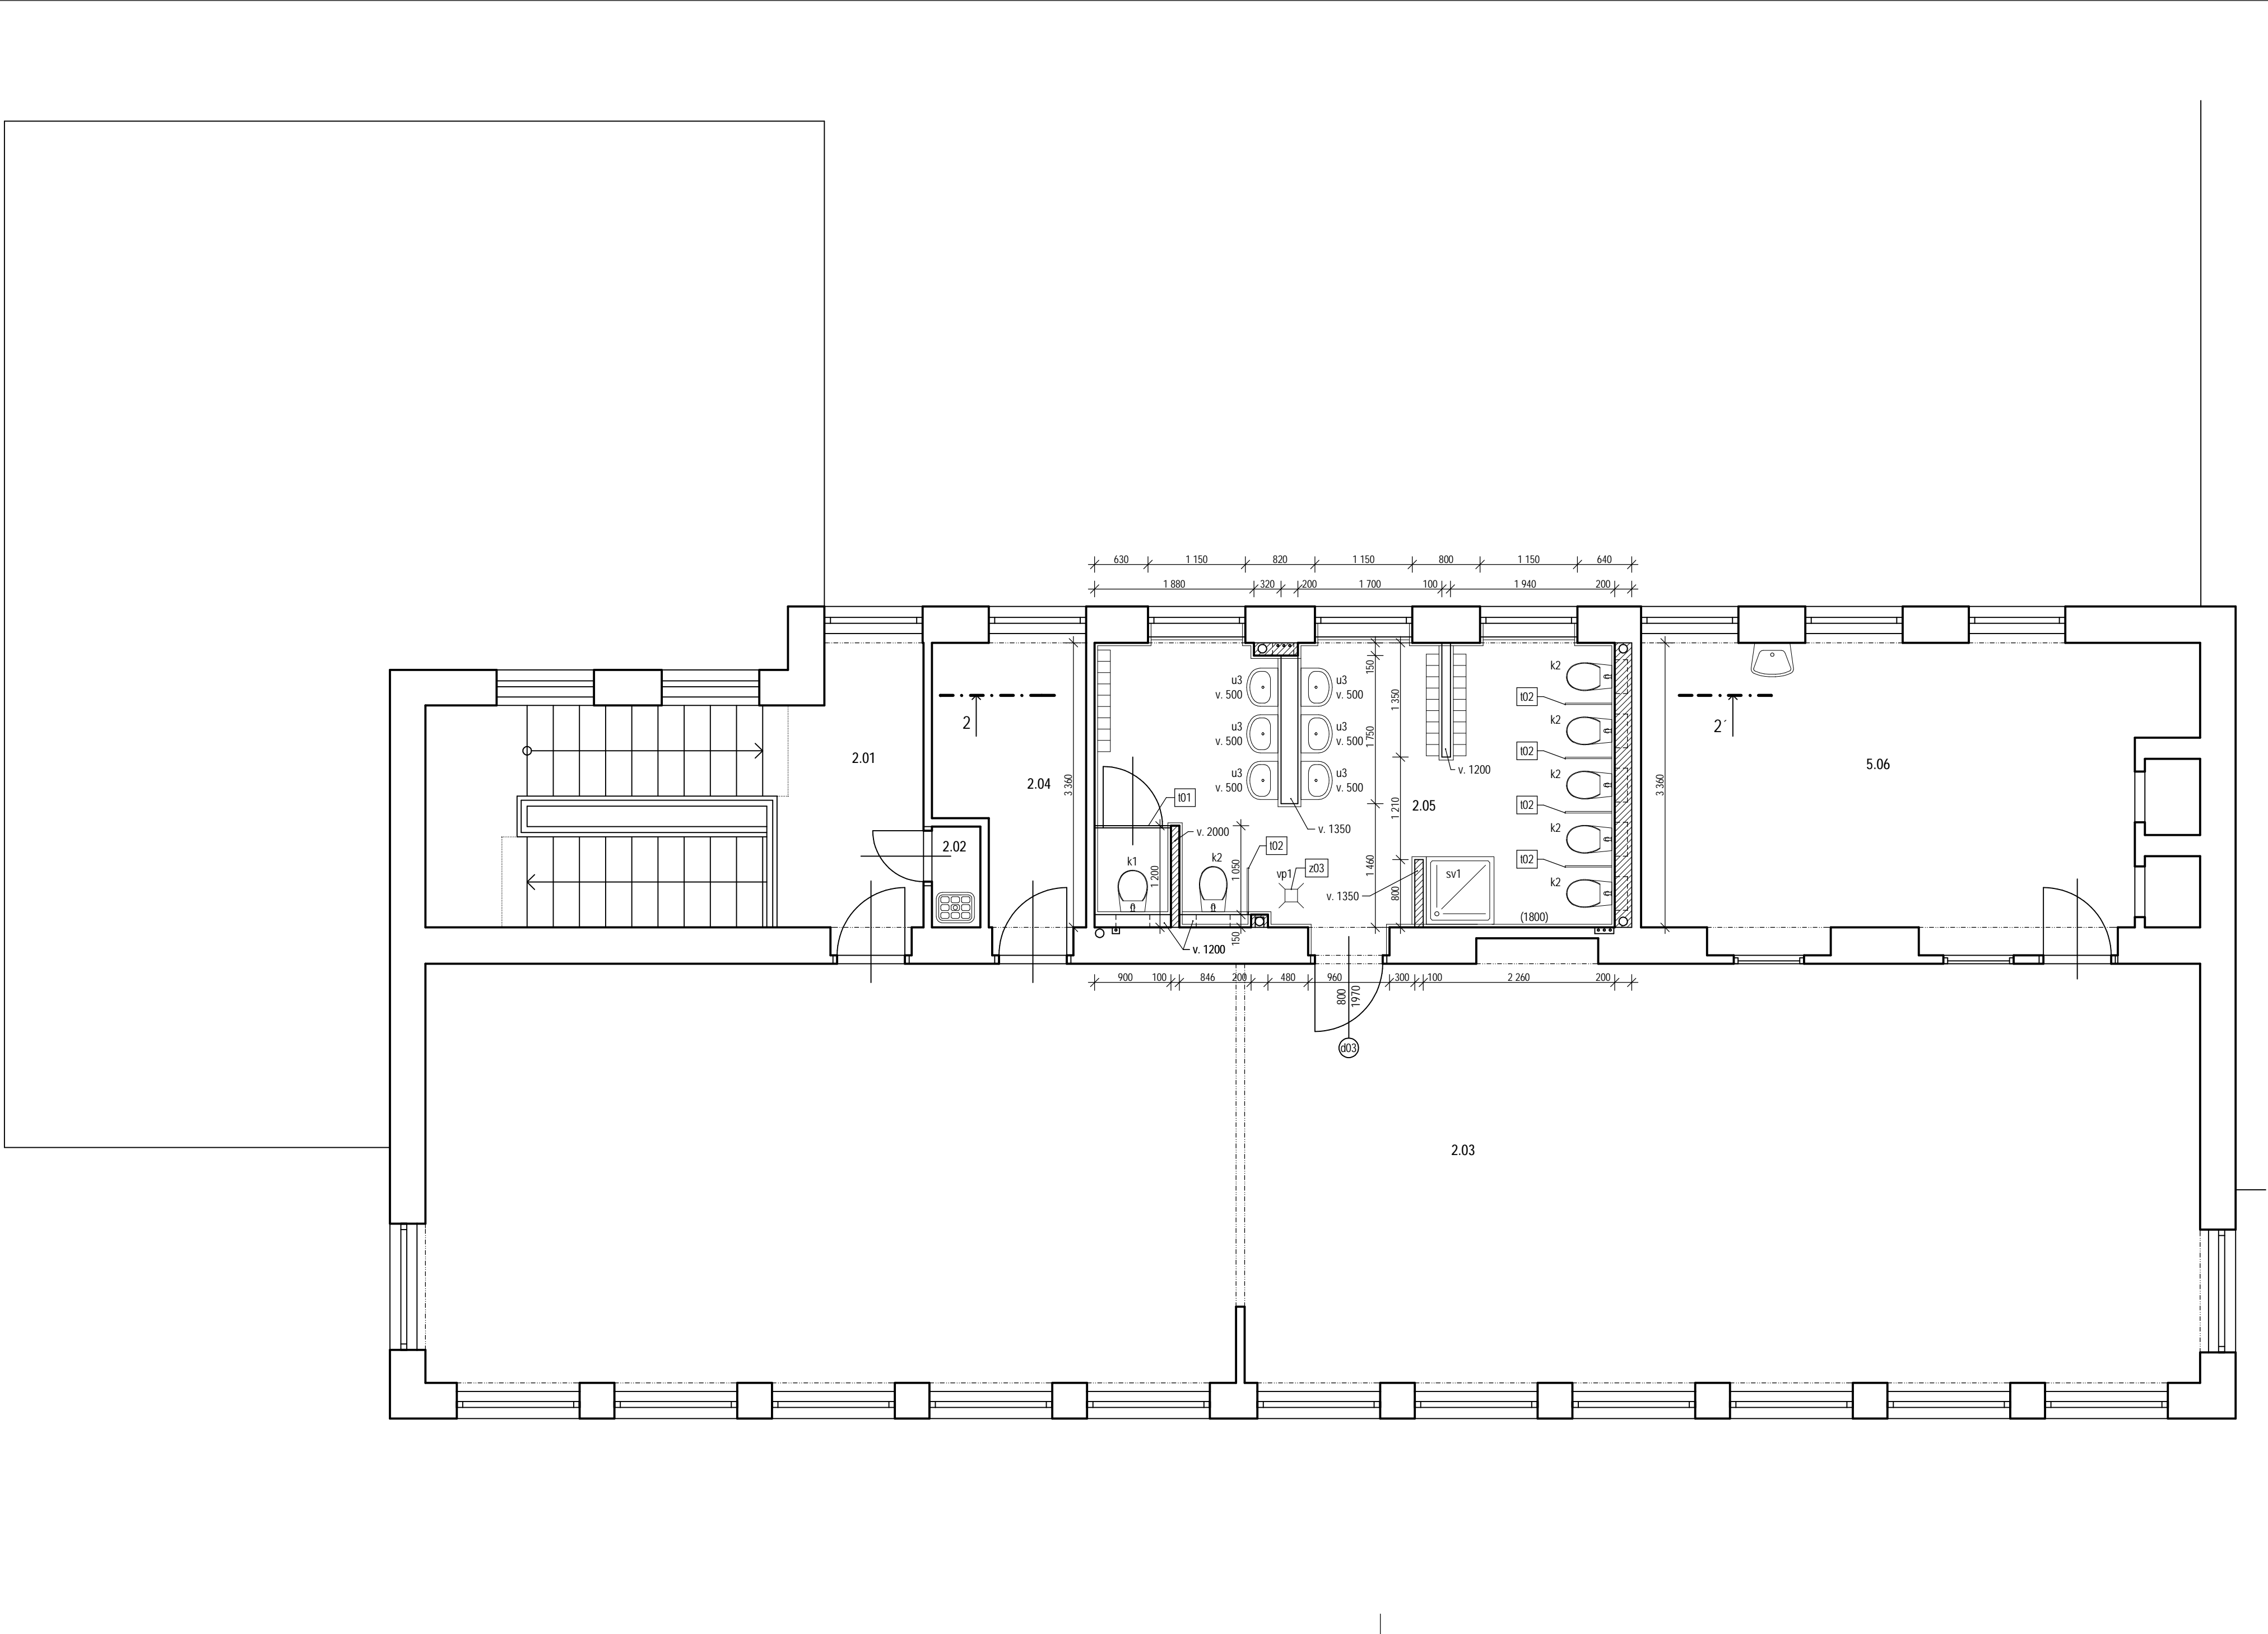 630 1 150 820 1 150 800 1 150 640
1 880 320 200 1 700 100 1 940 200
k2
u3 v. 500
u3 v. 500
150
t02
1 350
k2
2
2´
u3 v. 500
u3 v. 500
1 750
t02
2.01
5.06
k2
v. 1200
u3 v. 500
u3 v. 500
2.04
3 360
3 360
t01
2.05
1 210
t02
v. 2000
v. 1350
k2
2.02
t02
k1
k2
1 200
1 050
vp1
z03
1 460
t02
sv1
k2
v. 1350
800
(1800)
150
v. 1200
900 100 846 200 480 960 300 100 2 260 200
800
1970
d03
2.03